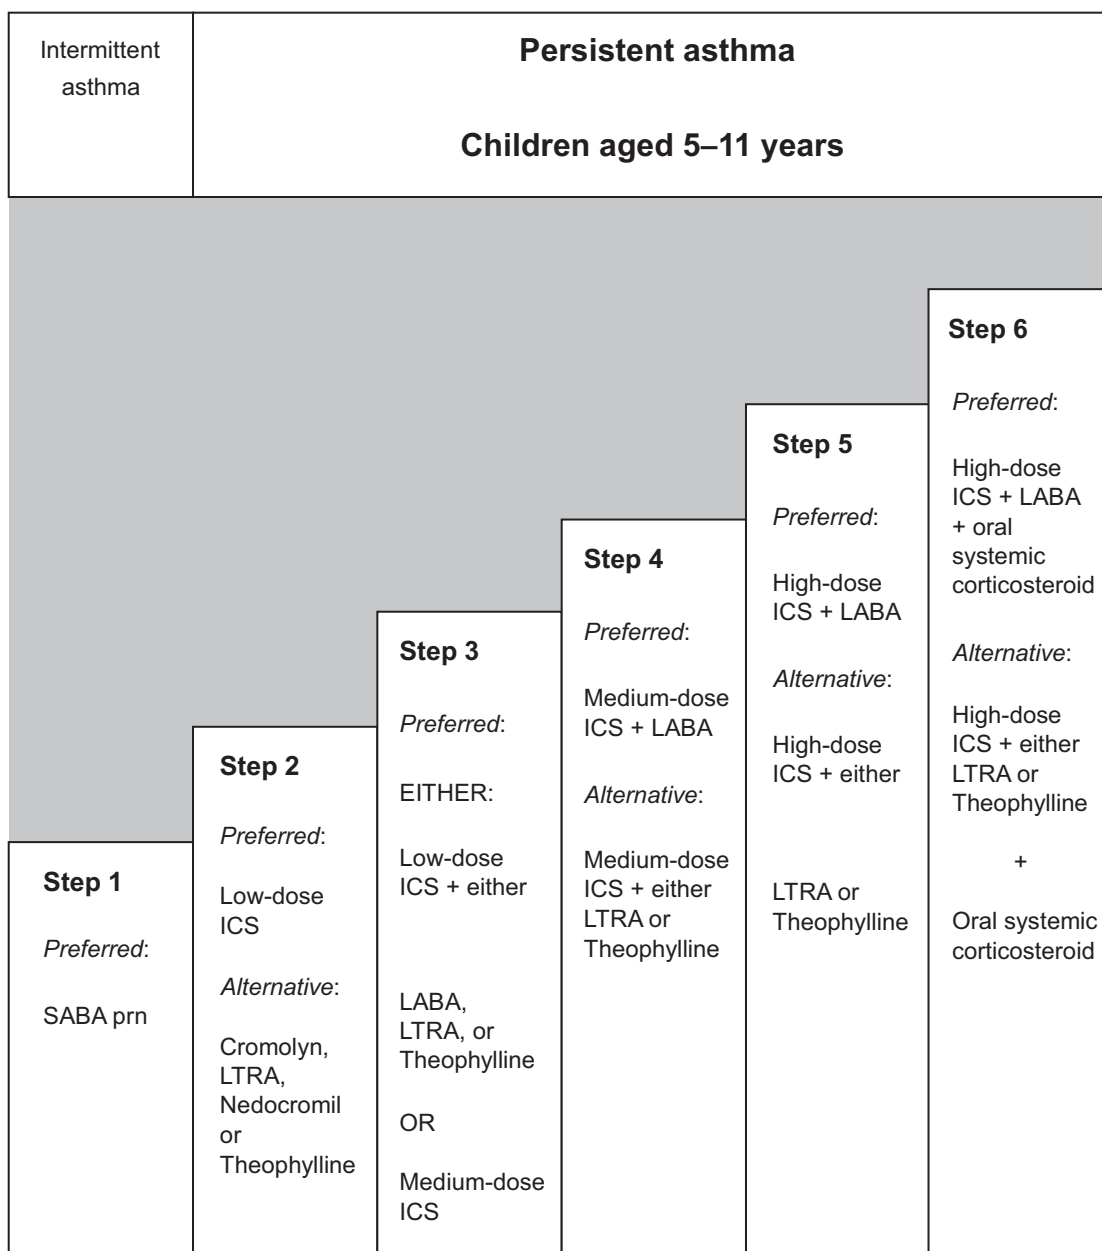 Intermittent
asthma
Persistent asthma
Children aged 5–11 years
Step 1
Preferred:
SABA prn
Step 2
Preferred:
Low-dose
ICS
Alternative:
Cromolyn,
LTRA,
Nedocromil
or
Theophylline
Step 3
Preferred:
EITHER:
Low-dose
ICS + either
LABA,
LTRA, or
Theophylline
OR
Medium-dose
ICS
Step 4
Preferred:
Medium-dose
ICS + LABA
Alternative:
Medium-dose
ICS + either
LTRA or
Theophylline
Step 5
Preferred:
High-dose
ICS + LABA
Alternative:
High-dose
ICS + either
LTRA or
Theophylline
Step 6
Preferred:
High-dose
ICS + LABA
+ oral
systemic
corticosteroid
Alternative:
High-dose
ICS + either
LTRA or
Theophylline
+
Oral systemic
corticosteroid